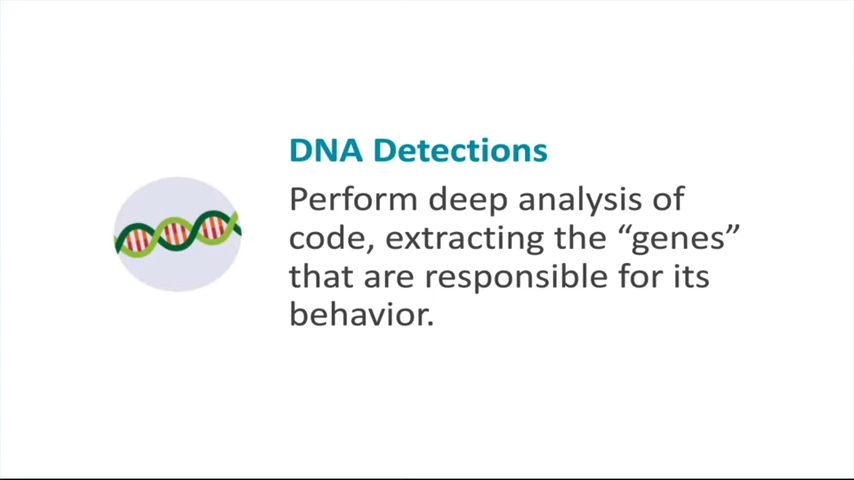 DNA Detections
Perform deep analysis of
code, extracting the “genes”
that are responsible for its
behavior.